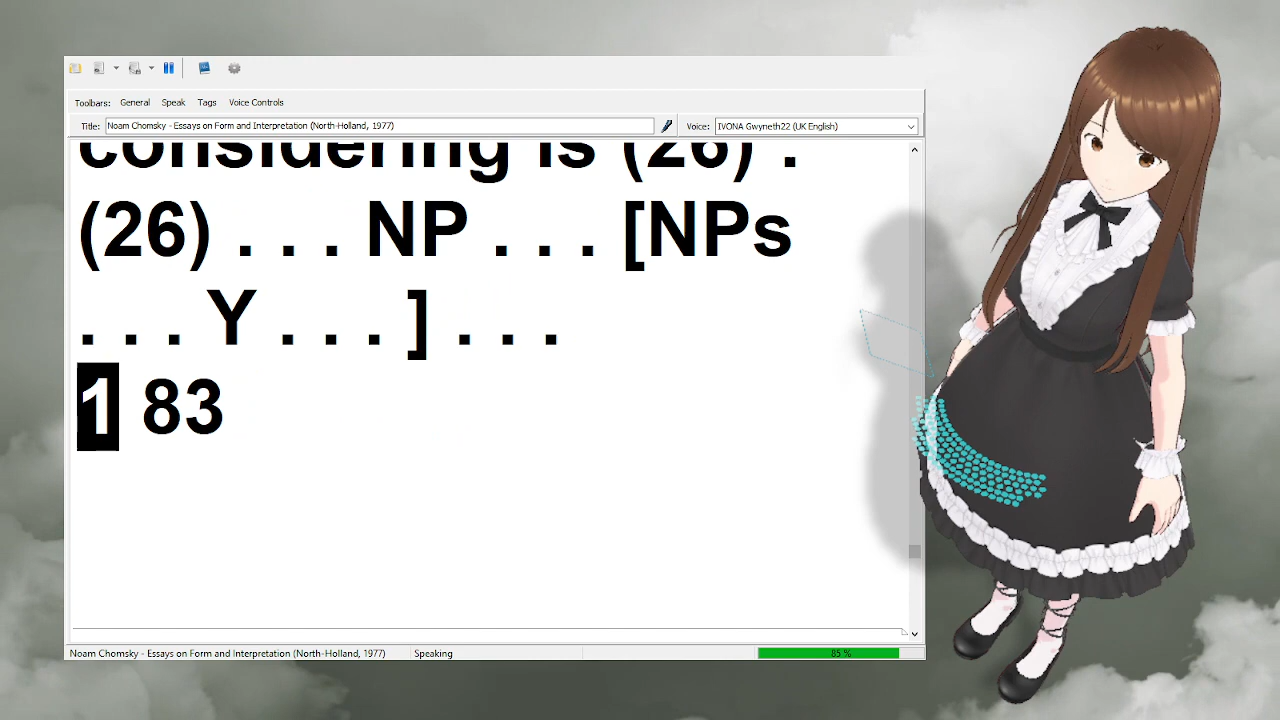 Toolbars: General Speak Tags Voice Controls
Title: Noam Chomsky - Essays on Form and Interpretation (North-Holland, 1977) Voice: IVONA Gwyneth22 (UK English)
considering is (26) .
(26) . . . NP . . . [NPs
. . . Y . . . ] . . .
1 83
Noam Chomsky - Essays on Form and Interpretation (North-Holland, 1977) Speaking 85 %